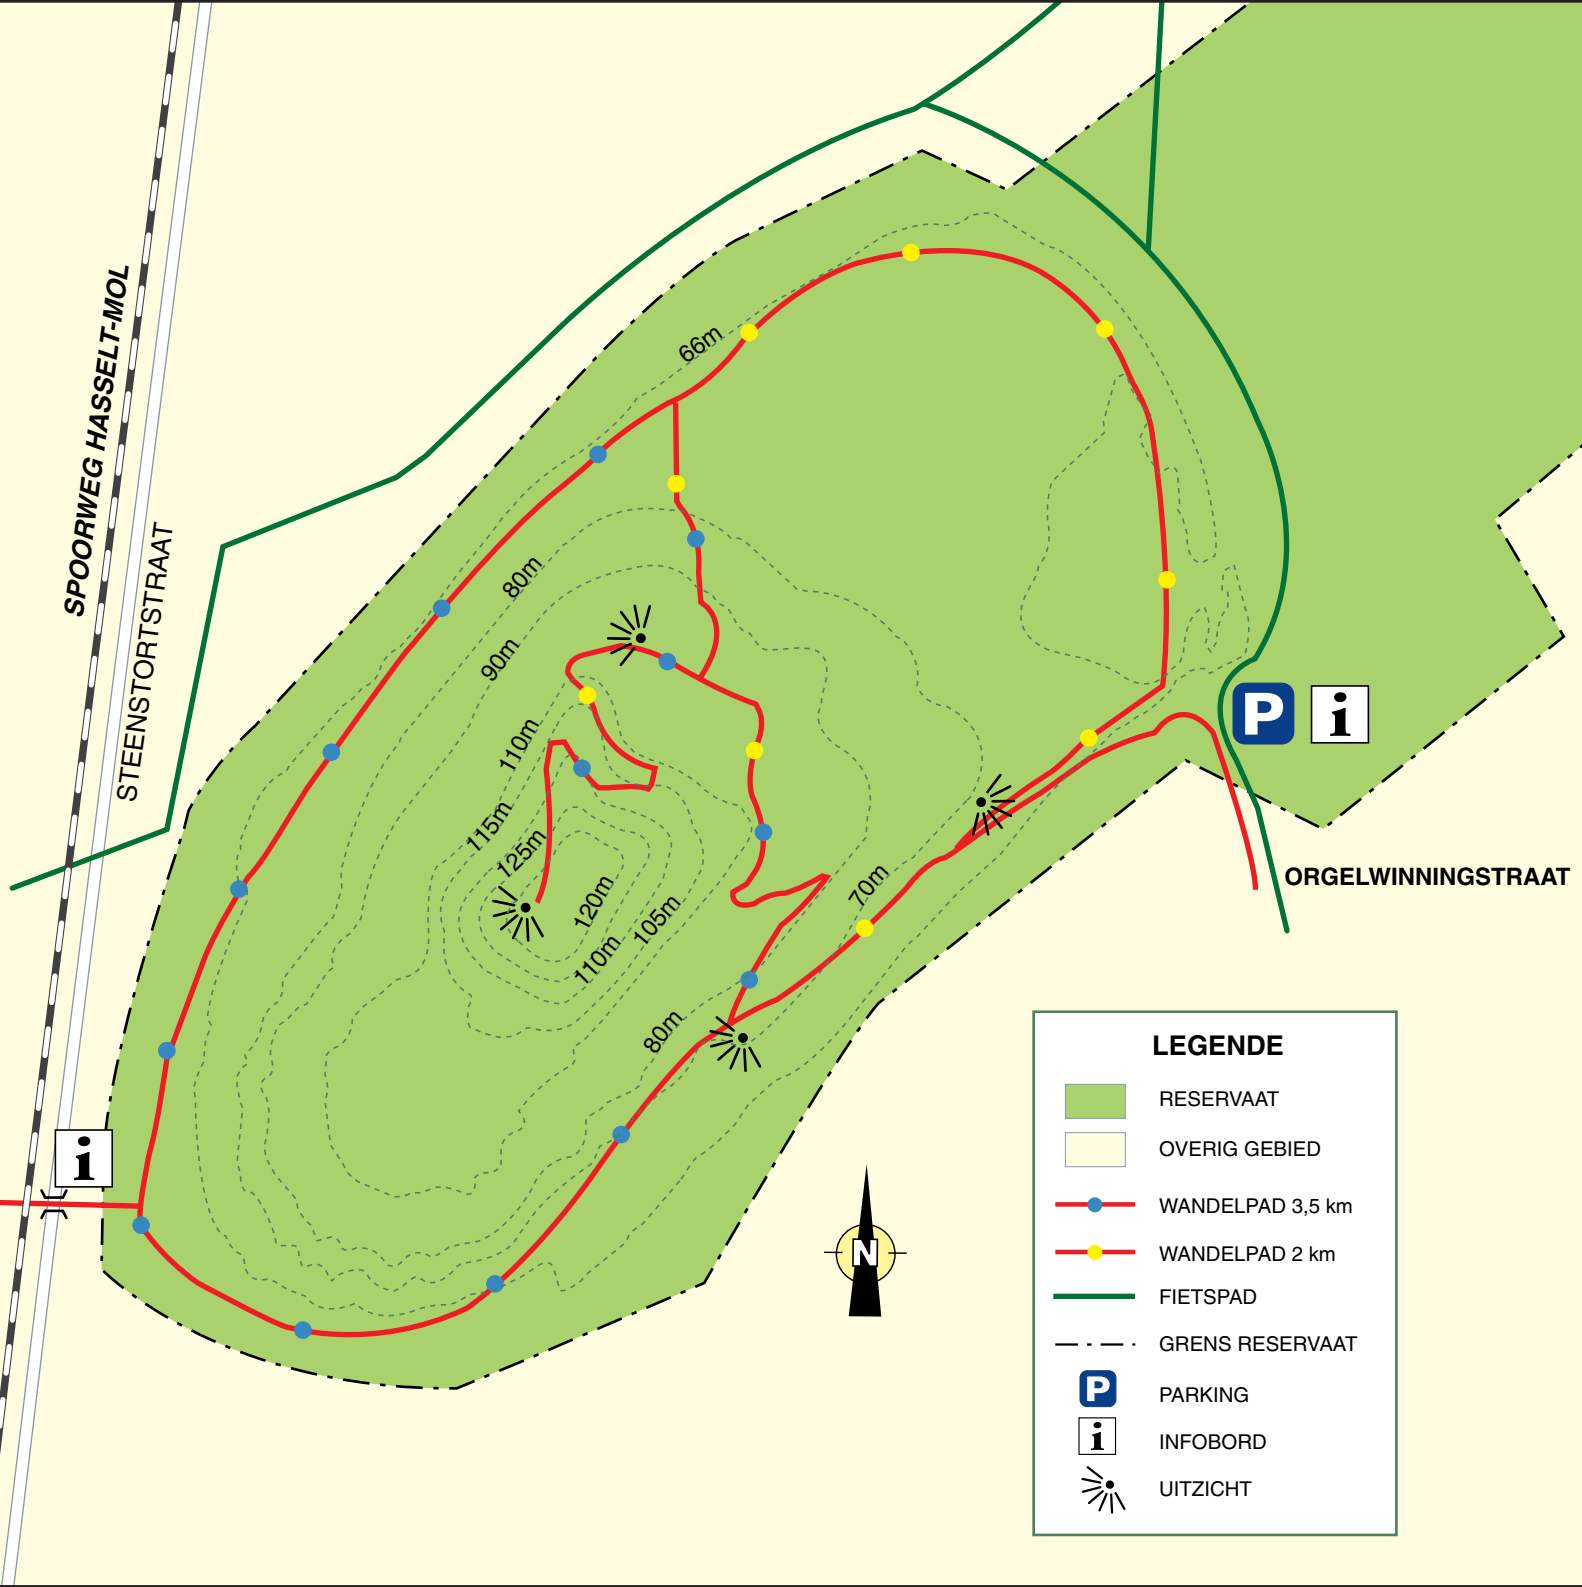 SPOORWEG HASSELT-MOL
STEENSTORTSTRAAT
66m
80m
90m
110m
115m
125m
120m
105m
110m
70m
80m
P
i
ORGELWINNINGSTRAAT
i
N
LEGENDE
RESERVAAT
OVERIG GEBIED
WANDELPAD 3,5 km
WANDELPAD 2 km
FIETSPAD
GRENS RESERVAAT
P PARKING
i INFOBORD
UITZICHT